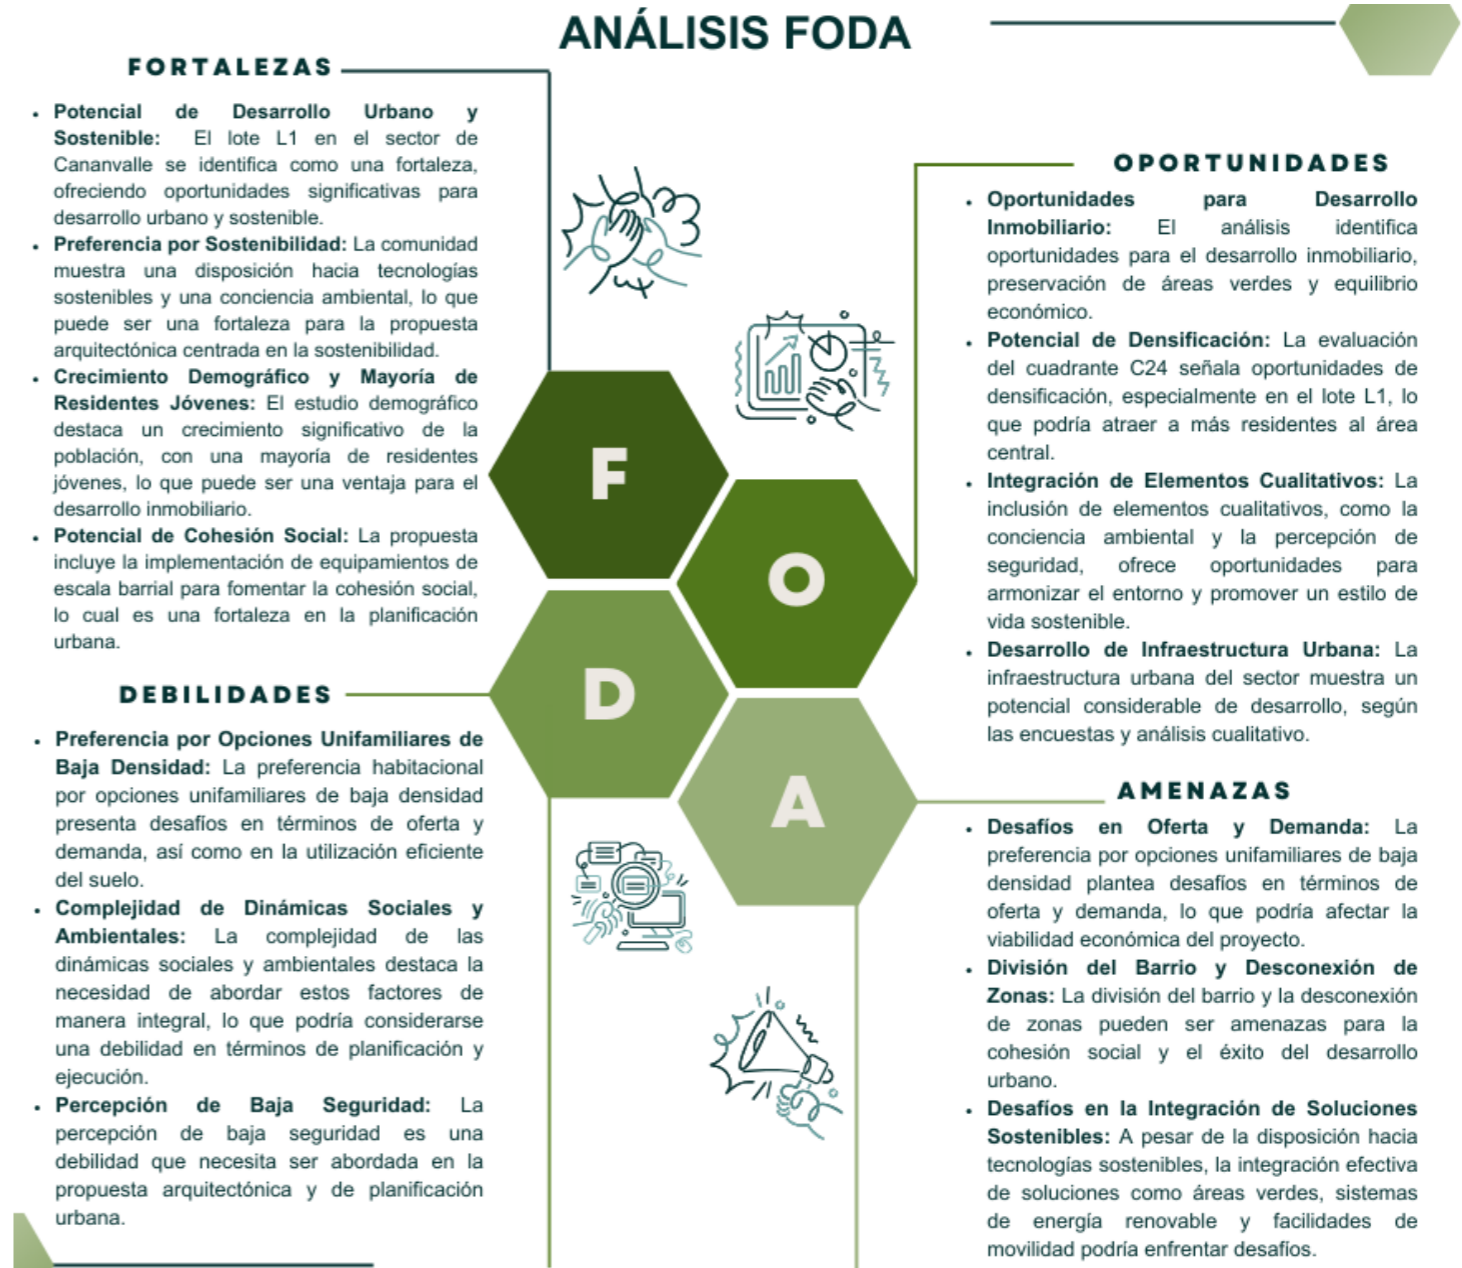 ANÁLISIS FODA
FORTALEZAS
• Potencial de Desarrollo Urbano y
Sostenible: El lote L1 en el sector de
Cananvalle se identifica como una fortaleza,
ofreciendo oportunidades significativas para
desarrollo urbano y sostenible.
• Preferencia por Sostenibilidad: La comunidad
muestra una disposición hacia tecnologías
sostenibles y una conciencia ambiental, lo que
puede ser una fortaleza para la propuesta
arquitectónica centrada en la sostenibilidad.
• Crecimiento Demográfico y Mayoría de
Residentes Jóvenes: El estudio demográfico
destaca un crecimiento significativo de la
población, con una mayoría de residentes
jóvenes, lo que puede ser una ventaja para el
desarrollo inmobiliario.
• Potencial de Cohesión Social: La propuesta
incluye la implementación de equipamientos de
escala barrial para fomentar la cohesión social,
lo cual es una fortaleza en la planificación
urbana.
OPORTUNIDADES
• Oportunidades para Desarrollo
Inmobiliario: El análisis identifica
oportunidades para el desarrollo inmobiliario,
preservación de áreas verdes y equilibrio
económico.
• Potencial de Densificación: La evaluación
del cuadrante C24 señala oportunidades de
densificación, especialmente en el lote L1, lo
que podría atraer a más residentes al área
central.
• Integración de Elementos Cualitativos: La
inclusión de elementos cualitativos, como la
conciencia ambiental y la percepción de
seguridad, ofrece oportunidades para
armonizar el entorno y promover un estilo de
vida sostenible.
• Desarrollo de Infraestructura Urbana: La
infraestructura urbana del sector muestra un
potencial considerable de desarrollo, según
las encuestas y análisis cualitativo.
F
O
D
A
DEBILIDADES
• Preferencia por Opciones Unifamiliares de
Baja Densidad: La preferencia habitacional
por opciones unifamiliares de baja densidad
presenta desafíos en términos de oferta y
demanda, así como en la utilización eficiente
del suelo.
• Complejidad de Dinámicas Sociales y
Ambientales: La complejidad de las
dinámicas sociales y ambientales destaca la
necesidad de abordar estos factores de
manera integral, lo que podría considerarse
una debilidad en términos de planificación y
ejecución.
• Percepción de Baja Seguridad: La
percepción de baja seguridad es una
debilidad que necesita ser abordada en la
propuesta arquitectónica y de planificación
urbana.
AMENAZAS
• Desafíos en Oferta y Demanda: La
preferencia por opciones unifamiliares de baja
densidad plantea desafíos en términos de
oferta y demanda, lo que podría afectar la
viabilidad económica del proyecto.
• División del Barrio y Desconexión de
Zonas: La división del barrio y la desconexión
de zonas pueden ser amenazas para la
cohesión social y el éxito del desarrollo
urbano.
• Desafíos en la Integración de Soluciones
Sostenibles: A pesar de la disposición hacia
tecnologías sostenibles, la integración efectiva
de soluciones como áreas verdes, sistemas
de energía renovable y facilidades de
movilidad podría enfrentar desafíos.